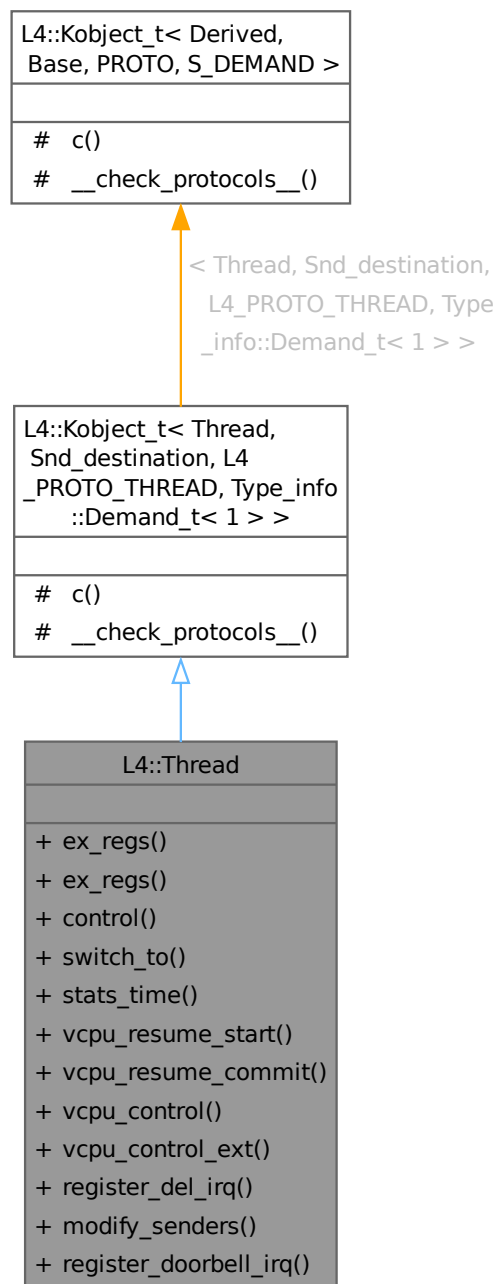 L4::Kobject_t< Derived,
Base, PROTO, S_DEMAND >
# c()
# __check_protocols__()
< Thread, Snd_destination,
L4_PROTO_THREAD, Type
_info::Demand_t< 1 > >
L4::Kobject_t< Thread,
Snd_destination, L4
_PROTO_THREAD, Type_info
::Demand_t< 1 > >
# c()
# __check_protocols__()
L4::Thread
+ ex_regs()
+ ex_regs()
+ control()
+ switch_to()
+ stats_time()
+ vcpu_resume_start()
+ vcpu_resume_commit()
+ vcpu_control()
+ vcpu_control_ext()
+ register_del_irq()
+ modify_senders()
+ register_doorbell_irq()